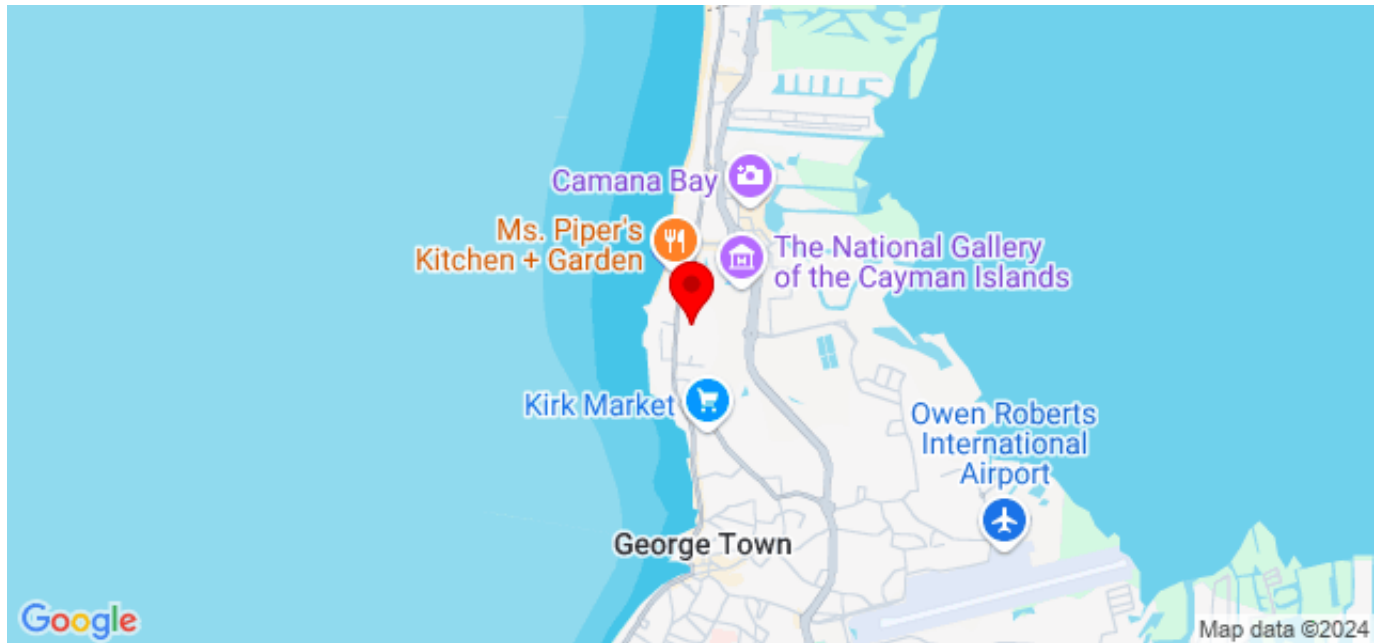 Camana Bay
Ms. Piper's
Kitchen + Garden
The National Gallery
of the Cayman Islands
Kirk Market
Owen Roberts
International
Airport
George Town
Google
Map data ©2024